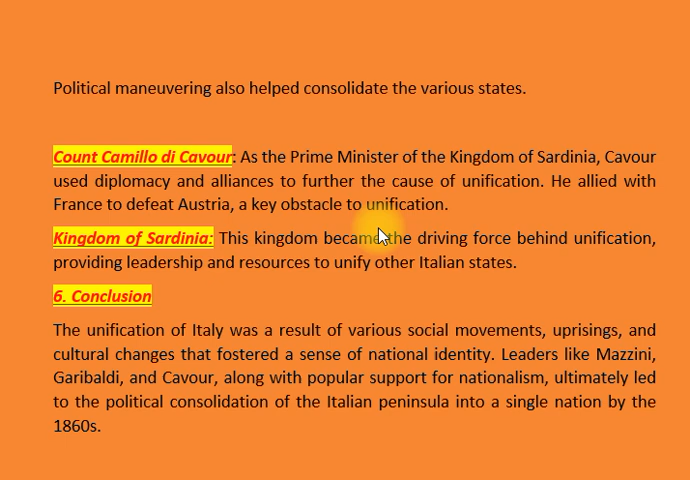 Political maneuvering also helped consolidate the various states.
Count Camillo di Cavour: As the Prime Minister of the Kingdom of Sardinia, Cavour
used diplomacy and alliances to further the cause of unification. He allied with
France to defeat Austria, a key obstacle to unification.
Kingdom of Sardinia: This kingdom became the driving force behind unification,
providing leadership and resources to unify other Italian states.
6. Conclusion
The unification of Italy was a result of various social movements, uprisings, and
cultural changes that fostered a sense of national identity. Leaders like Mazzini,
Garibaldi, and Cavour, along with popular support for nationalism, ultimately led
to the political consolidation of the Italian peninsula into a single nation by the
1860s.